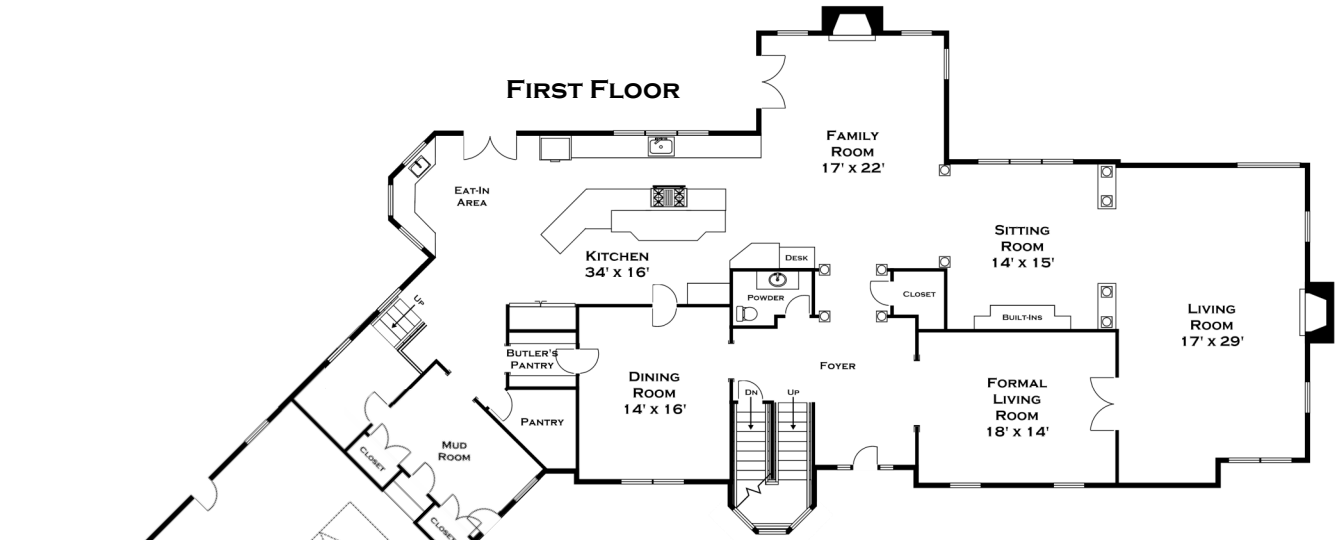 FIRST FLOOR
FAMILY
ROOM
17' X 22'
EAT-IN
AREA
SITTING
ROOM
14' X 15'
KITCHEN
34' X 16'
DESK
POWDER
CLOSET
UP
BUILT-INS
LIVING
ROOM
17' X 29'
BUTLER'S
PANTRY
DINING
ROOM
14' X 16'
FOYER
FORMAL
LIVING
ROOM
18' X 14'
DN
UP
PANTRY
MUD
ROOM
CLOSET
CLOSET